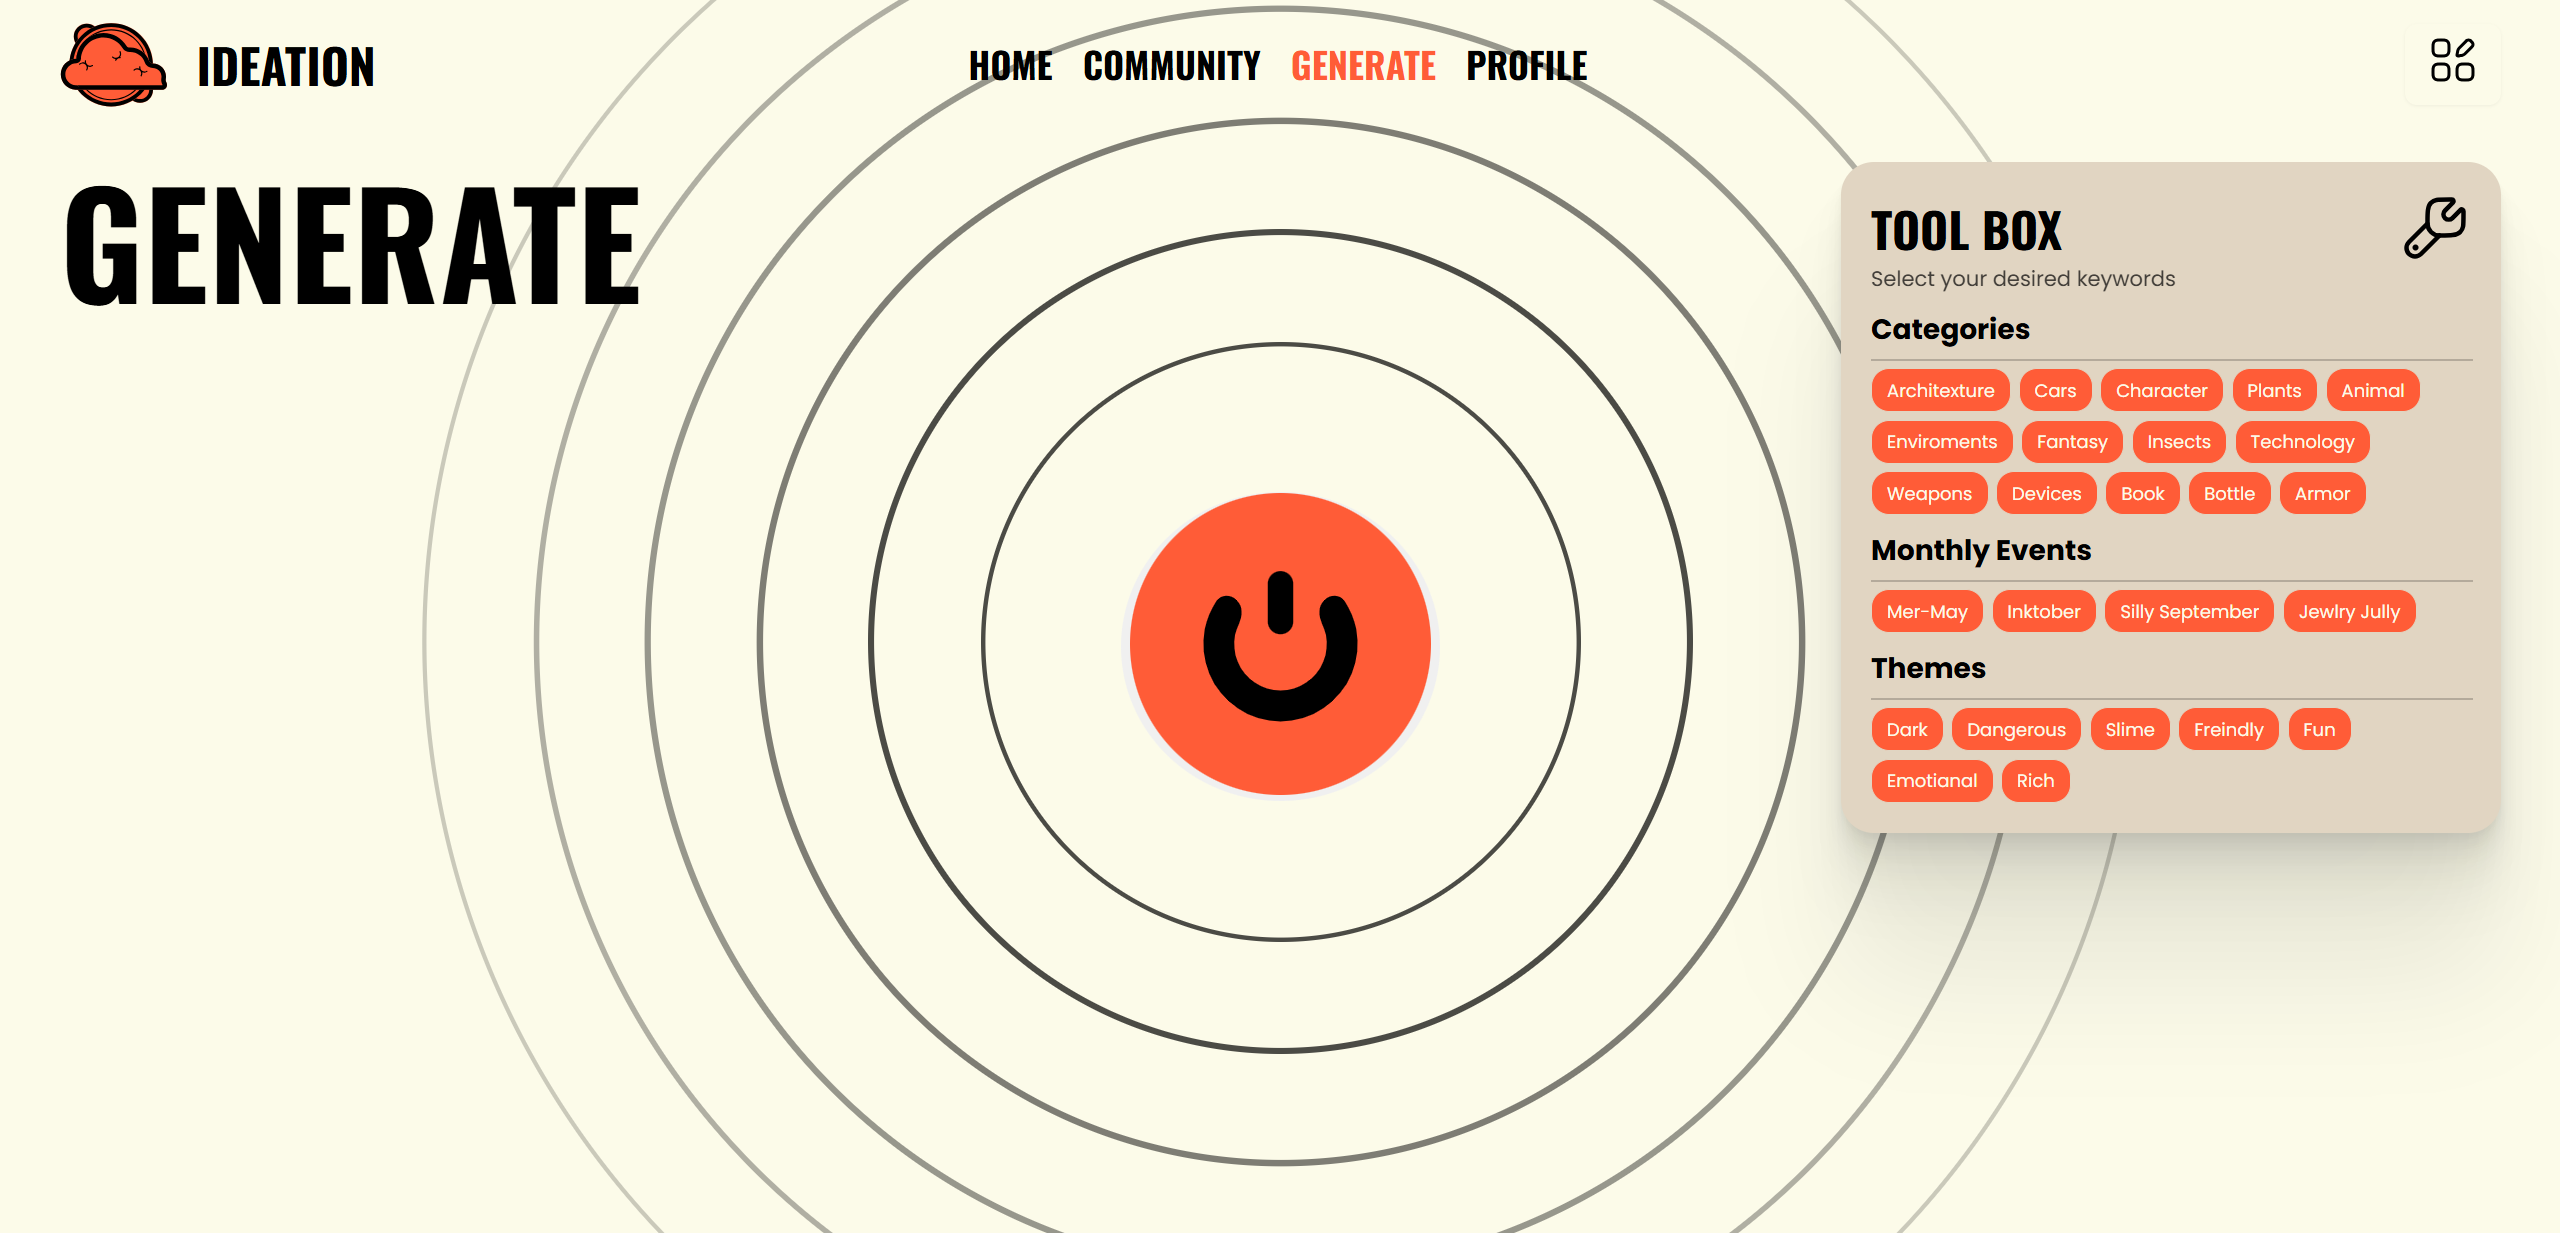 IDEATION
HOME COMMUNITY GENERATE PROFILE
GENERATE
TOOL BOX
Select your desired keywords
Categories
Architexture Cars Character Plants Animal
Enviroments Fantasy Insects Technology
Weapons Devices Book Bottle Armor
Monthly Events
Mer-May Inktober Silly September Jewlry Jully
Themes
Dark Dangerous Slime Freindly Fun
Emotianal Rich